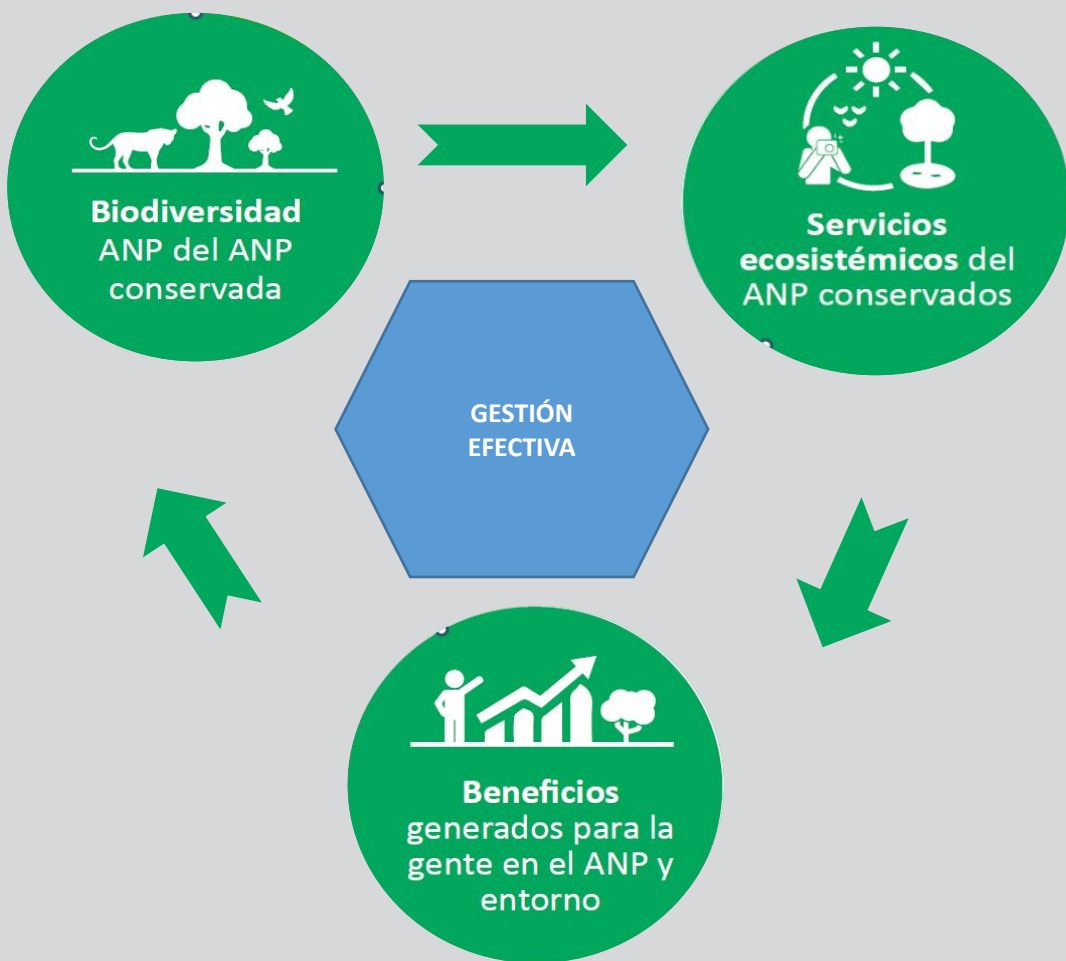 Biodiversidad
ANP del ANP
conservada
Servicios
ecosistémicos del
ANP conservados
GESTIÓN
EFECTIVA
Beneficios
generados para la
gente en el ANP y
entorno